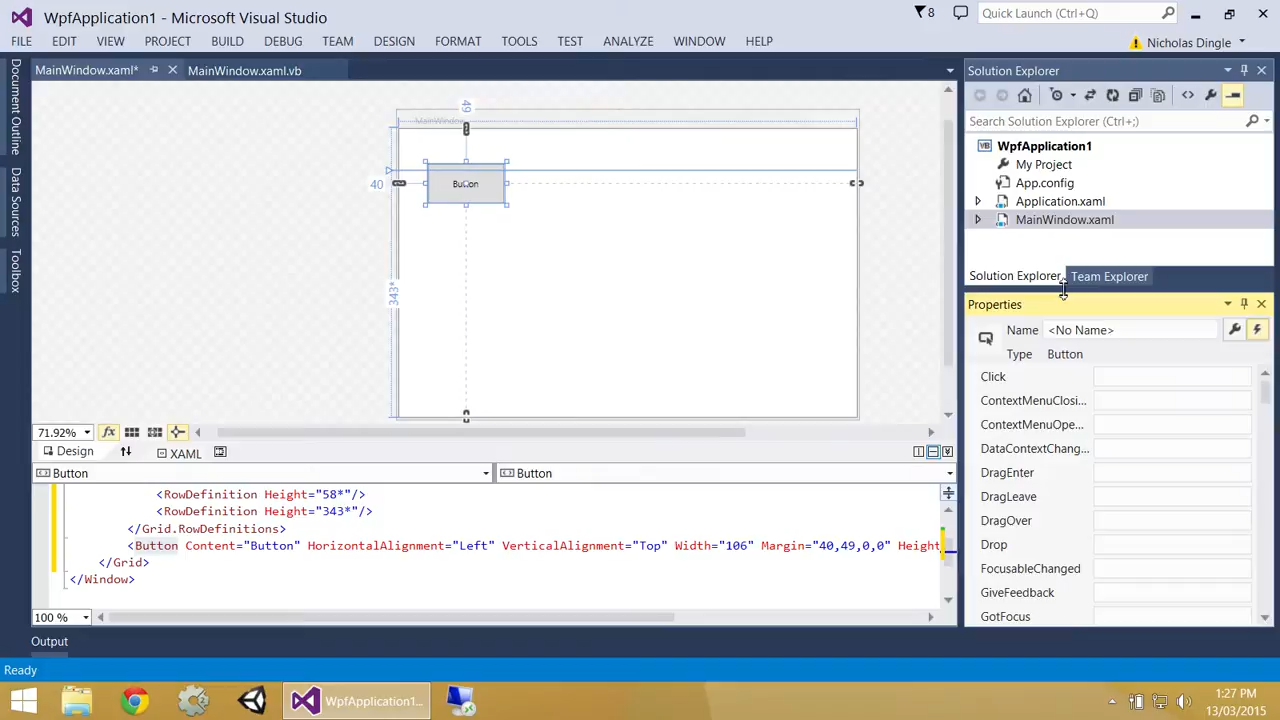 WpfApplication1 - Microsoft Visual Studio
8
Quick Launch (Ctrl+Q)
FILE EDIT VIEW PROJECT BUILD DEBUG TEAM DESIGN FORMAT TOOLS TEST ANALYZE WINDOW HELP
Nicholas Dingle
Document Outline
Data Sources
Toolbox
MainWindow.xaml*
MainWindow.xaml.vb
MainWindow
49
40
343*
Button
71.92%
fx
Design
XAML
Button
Button
<RowDefinition Height="58*"/>
<RowDefinition Height="343*"/>
</Grid.RowDefinitions>
<Button Content="Button" HorizontalAlignment="Left" VerticalAlignment="Top" Width="106" Margin="40,49,0,0" Height
</Grid>
</Window>
100 %
Output
Ready
Solution Explorer
Search Solution Explorer (Ctrl+;)
VB WpfApplication1
My Project
App.config
Application.xaml
MainWindow.xaml
Solution Explorer
Team Explorer
Properties
Name <No Name>
Type Button
Click
ContextMenuClosi...
ContextMenuOpe...
DataContextChang...
DragEnter
DragLeave
DragOver
Drop
FocusableChanged
GiveFeedback
GotFocus
WpfApplication1...
1:27 PM
13/03/2015